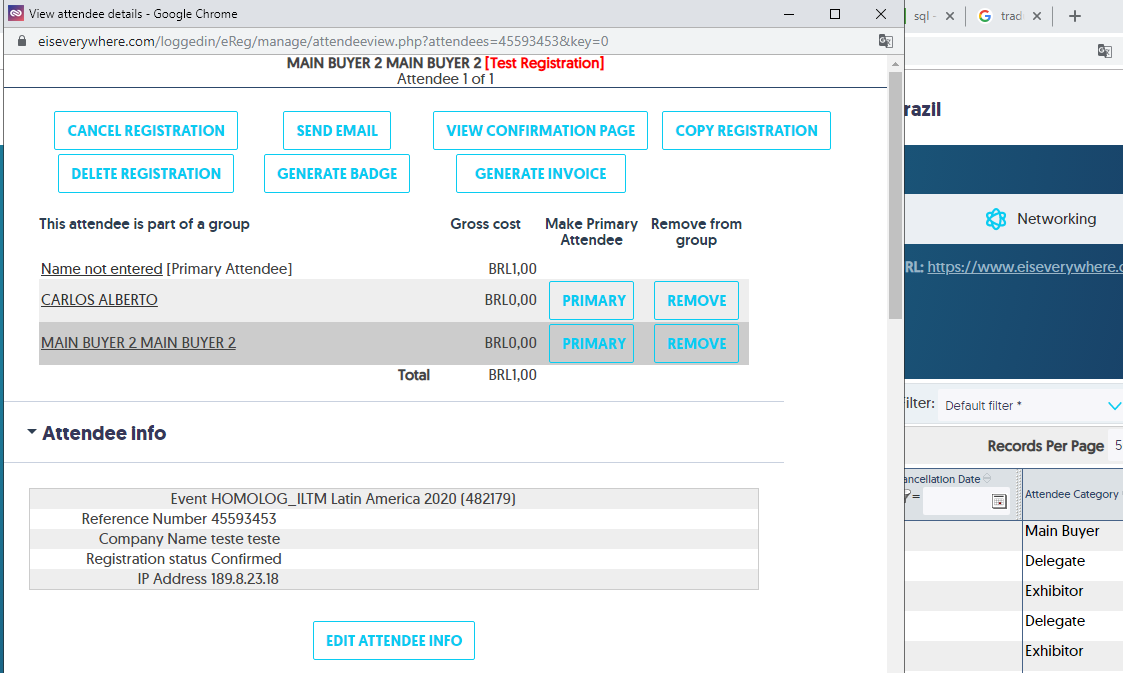 View attendee details - Google Chrome
sql -
trad
eiseverywhere.com/loggedin/eReg/manage/attendeeview.php?attendees=45593453&key=0
MAIN BUYER 2 MAIN BUYER 2 [Test Registration]
Attendee 1 of 1
razil
CANCEL REGISTRATION
SEND EMAIL
VIEW CONFIRMATION PAGE
COPY REGISTRATION
DELETE REGISTRATION
GENERATE BADGE
GENERATE INVOICE
This attendee is part of a group
Gross cost
Make Primary Attendee
Remove from group
Name not entered [Primary Attendee]
BRL1,00
CARLOS ALBERTO
BRL0,00
PRIMARY
REMOVE
MAIN BUYER 2 MAIN BUYER 2
BRL0,00
PRIMARY
REMOVE
Total
BRL1,00
Attendee info
Event HOMOLOG_ILTM Latin America 2020 (482179)
Reference Number 45593453
Company Name teste teste
Registration status Confirmed
IP Address 189.8.23.18
EDIT ATTENDEE INFO
Networking
RL: https://www.eiseverywhere.c
ilter: Default filter *
Records Per Page 5
ancellation Date
=
Attendee Category
Main Buyer
Delegate
Exhibitor
Delegate
Exhibitor